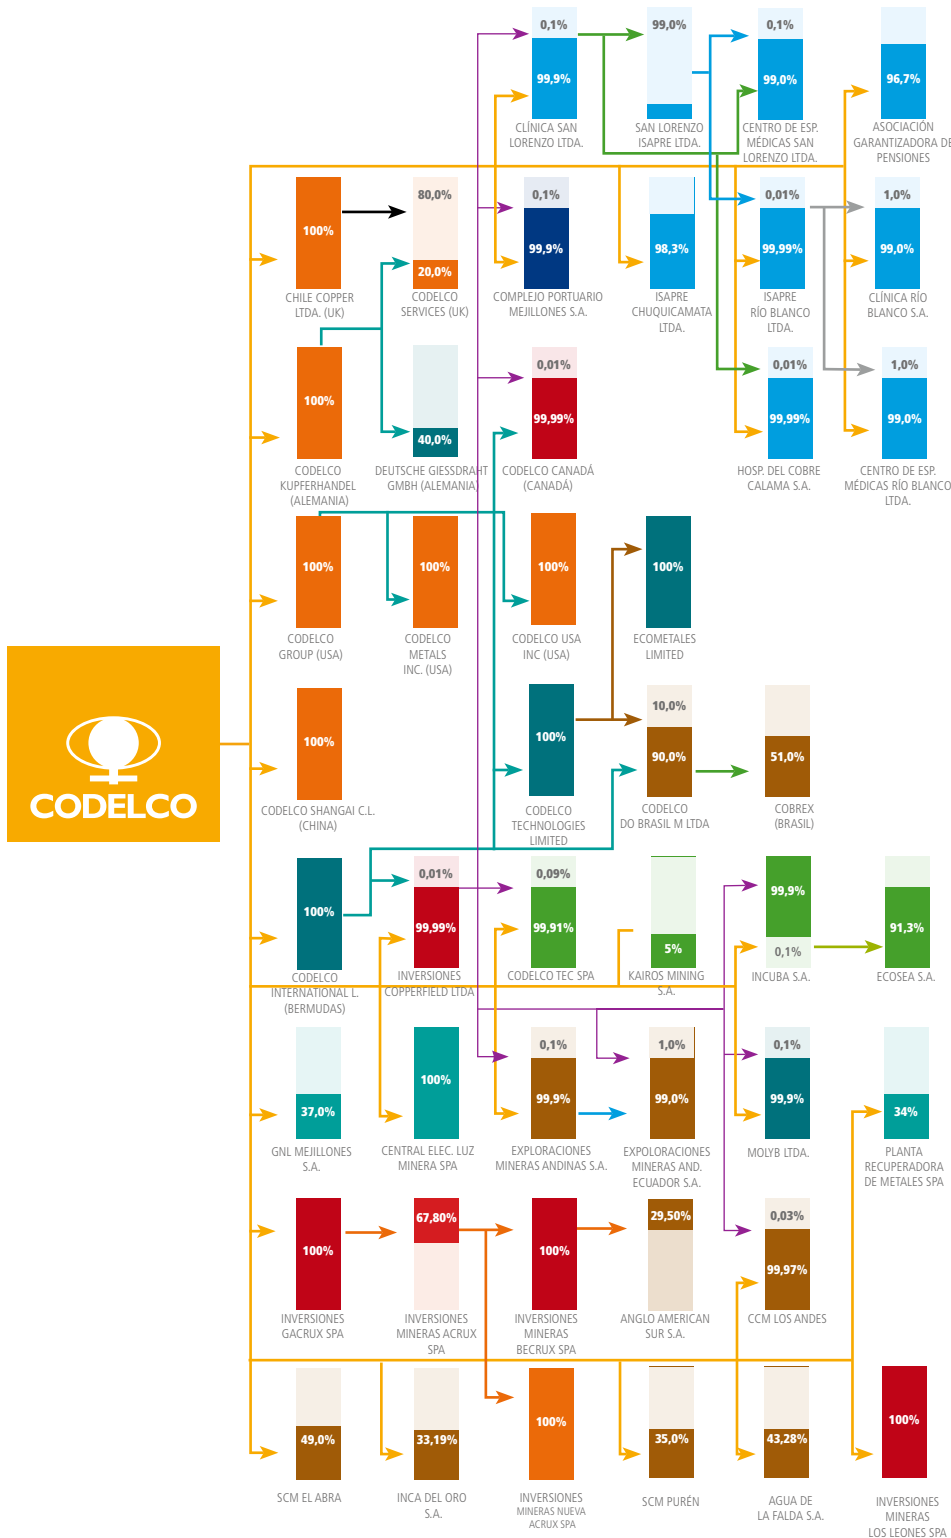 0,1%
99,9%
CLÍNICA SAN
LORENZO LTDA.
99,0%
SAN LORENZO
ISAPRE LTDA.
0,1%
99,0%
CENTRO DE ESP.
MÉDICAS SAN
LORENZO LTDA.
96,7%
ASOCIACIÓN
GARANTIZADORA DE
PENSIONES
100%
CHILE COPPER
LTDA. (UK)
80,0%
20,0%
CODELCO
SERVICES (UK)
0,1%
99,9%
COMPLEJO PORTUARIO
MEJILLONES S.A.
98,3%
ISAPRE
CHUQUICAMATA
LTDA.
0,01%
99,99%
ISAPRE
RÍO BLANCO
LTDA.
1,0%
99,0%
CLÍNICA RÍO
BLANCO S.A.
100%
CODELCO
KUPFERHANDEL
(ALEMANIA)
40,0%
DEUTSCHE GIESSDRAHT
GMBH (ALEMANIA)
0,01%
99,99%
CODELCO CANADÁ
(CANADÁ)
0,01%
99,99%
HOSP. DEL COBRE
CALAMA S.A.
1,0%
99,0%
CENTRO DE ESP.
MÉDICAS RÍO BLANCO
LTDA.
100%
CODELCO
GROUP (USA)
100%
CODELCO
METALS
INC. (USA)
100%
CODELCO USA
INC (USA)
100%
ECOMETALES
LIMITED
CODELCO
100%
CODELCO SHANGAI C.L.
(CHINA)
100%
CODELCO
TECHNOLOGIES
LIMITED
10,0%
90,0%
CODELCO
DO BRASIL M LTDA
51,0%
COBREX
(BRASIL)
100%
CODELCO
INTERNATIONAL L.
(BERMUDAS)
0,01%
99,99%
INVERSIONES
COPPERFIELD LTDA
0,09%
99,91%
CODELCO TEC SPA
5%
KAIROS MINING
S.A.
99,9%
0,1%
INCUBA S.A.
91,3%
ECOSEA S.A.
37,0%
GNL MEJILLONES
S.A.
100%
CENTRAL ELEC. LUZ
MINERA SPA
0,1%
99,9%
EXPLORACIONES
MINERAS ANDINAS S.A.
1,0%
99,0%
EXPOLORACIONES
MINERAS AND.
ECUADOR S.A.
0,1%
99,9%
MOLYB LTDA.
34%
PLANTA
RECUPERADORA
DE METALES SPA
100%
INVERSIONES
GACRUX SPA
67,80%
INVERSIONES
MINERAS ACRUX
SPA
100%
INVERSIONES
MINERAS
BECRUX SPA
29,50%
ANGLO AMERICAN
SUR S.A.
0,03%
99,97%
CCM LOS ANDES
49,0%
SCM EL ABRA
33,19%
INCA DEL ORO
S.A.
100%
INVERSIONES
MINERAS NUEVA
ACRUX SPA
35,0%
SCM PURÉN
43,28%
AGUA DE
LA FALDA S.A.
100%
INVERSIONES
MINERAS
LOS LEONES SPA